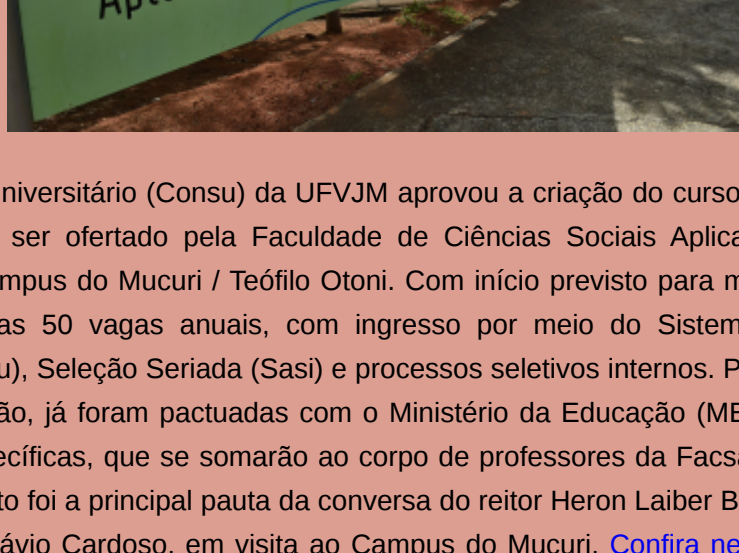 niversitário (Consu) da UFVJM aprovou a criação do curso
ser ofertado pela Faculdade de Ciências Sociais Aplica
mpus do Mucuri / Teófilo Otoni. Com início previsto para m
as 50 vagas anuais, com ingresso por meio do Sistem
u), Seleção Seriada (Sasi) e processos seletivos internos. P
ão, já foram pactuadas com o Ministério da Educação (ME
ecíficas, que se somarão ao corpo de professores da Facsa
to foi a principal pauta da conversa do reitor Heron Laiber B
ávio Cardoso, em visita ao Campus do Mucuri. Confira ne